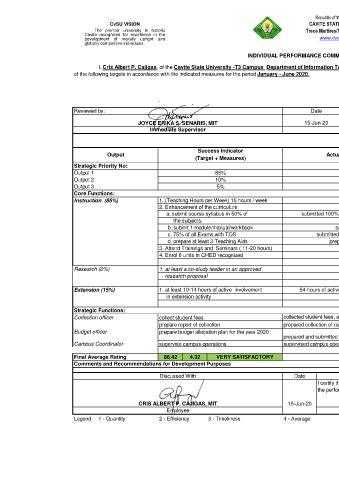 CvSU VISION
The premier university in historic
Cavite recognized for excellence in the
development of morally upright and
globally competitive individuals.
Republic of th
CAVITE STATE
Trece Martires
INDIVIDUAL PERFORMANCE COMM
I, Cris Albert P. Caligas, of the Cavite State University -T3 Campus, Department of Information T
of the following targets in accordance with the indicated measures for the period January - June 2020.
Reviewed by:
Date
JOYCE ERIKA S. SENARIS, MIT
15-Jun-20
Immediate Supervisor
Output
Success Indicator
(Target + Measures)
Actu
Strategic Priority No:
Output 1 85%
Output 2 10%
Output 3 5%
Core Functions:
Instruction (85%) 1. (Teaching Hours per Week) 15 hours / week
2. Enhancement of the curriculum
a. submit course syllabus in 50% of submitted 100%
the subjects.
b. submit 1 module/manual/workbook
c. 75% of all Exams with TOS submitted
d. prepare at least 3 Teaching Aids prep
3. Attend Trainings and Seminars ( 11-20 hours)
4. Enrol 6 units in CHED recognized
Research (0%) 1. at least a co-study leader in an approved
research proposal
Extension (15%) 1. at least 10-14 hours of active involvement 54 hours of active
in extension activity
Strategic Functions:
Collection officer collect student fees collected student fees, a
prepare report of collection prepared collection of re
Budget officer prepare budget allocation plan for the year 2020
prepared and submitted
Campus Coordinator supervise campus operations supervised campus oper
Final Average Rating 86.42 4.32 VERY SATISFACTORY
Comments and Recommendations for Development Purposes
Discussed With Date
I certify th
the perfor
CRIS ALBERT P. CALIGAS, MIT 15-Jun-20
Employee
Legend: 1 - Quantity 2 - Efficiency 3 - Timeliness 4 - Average